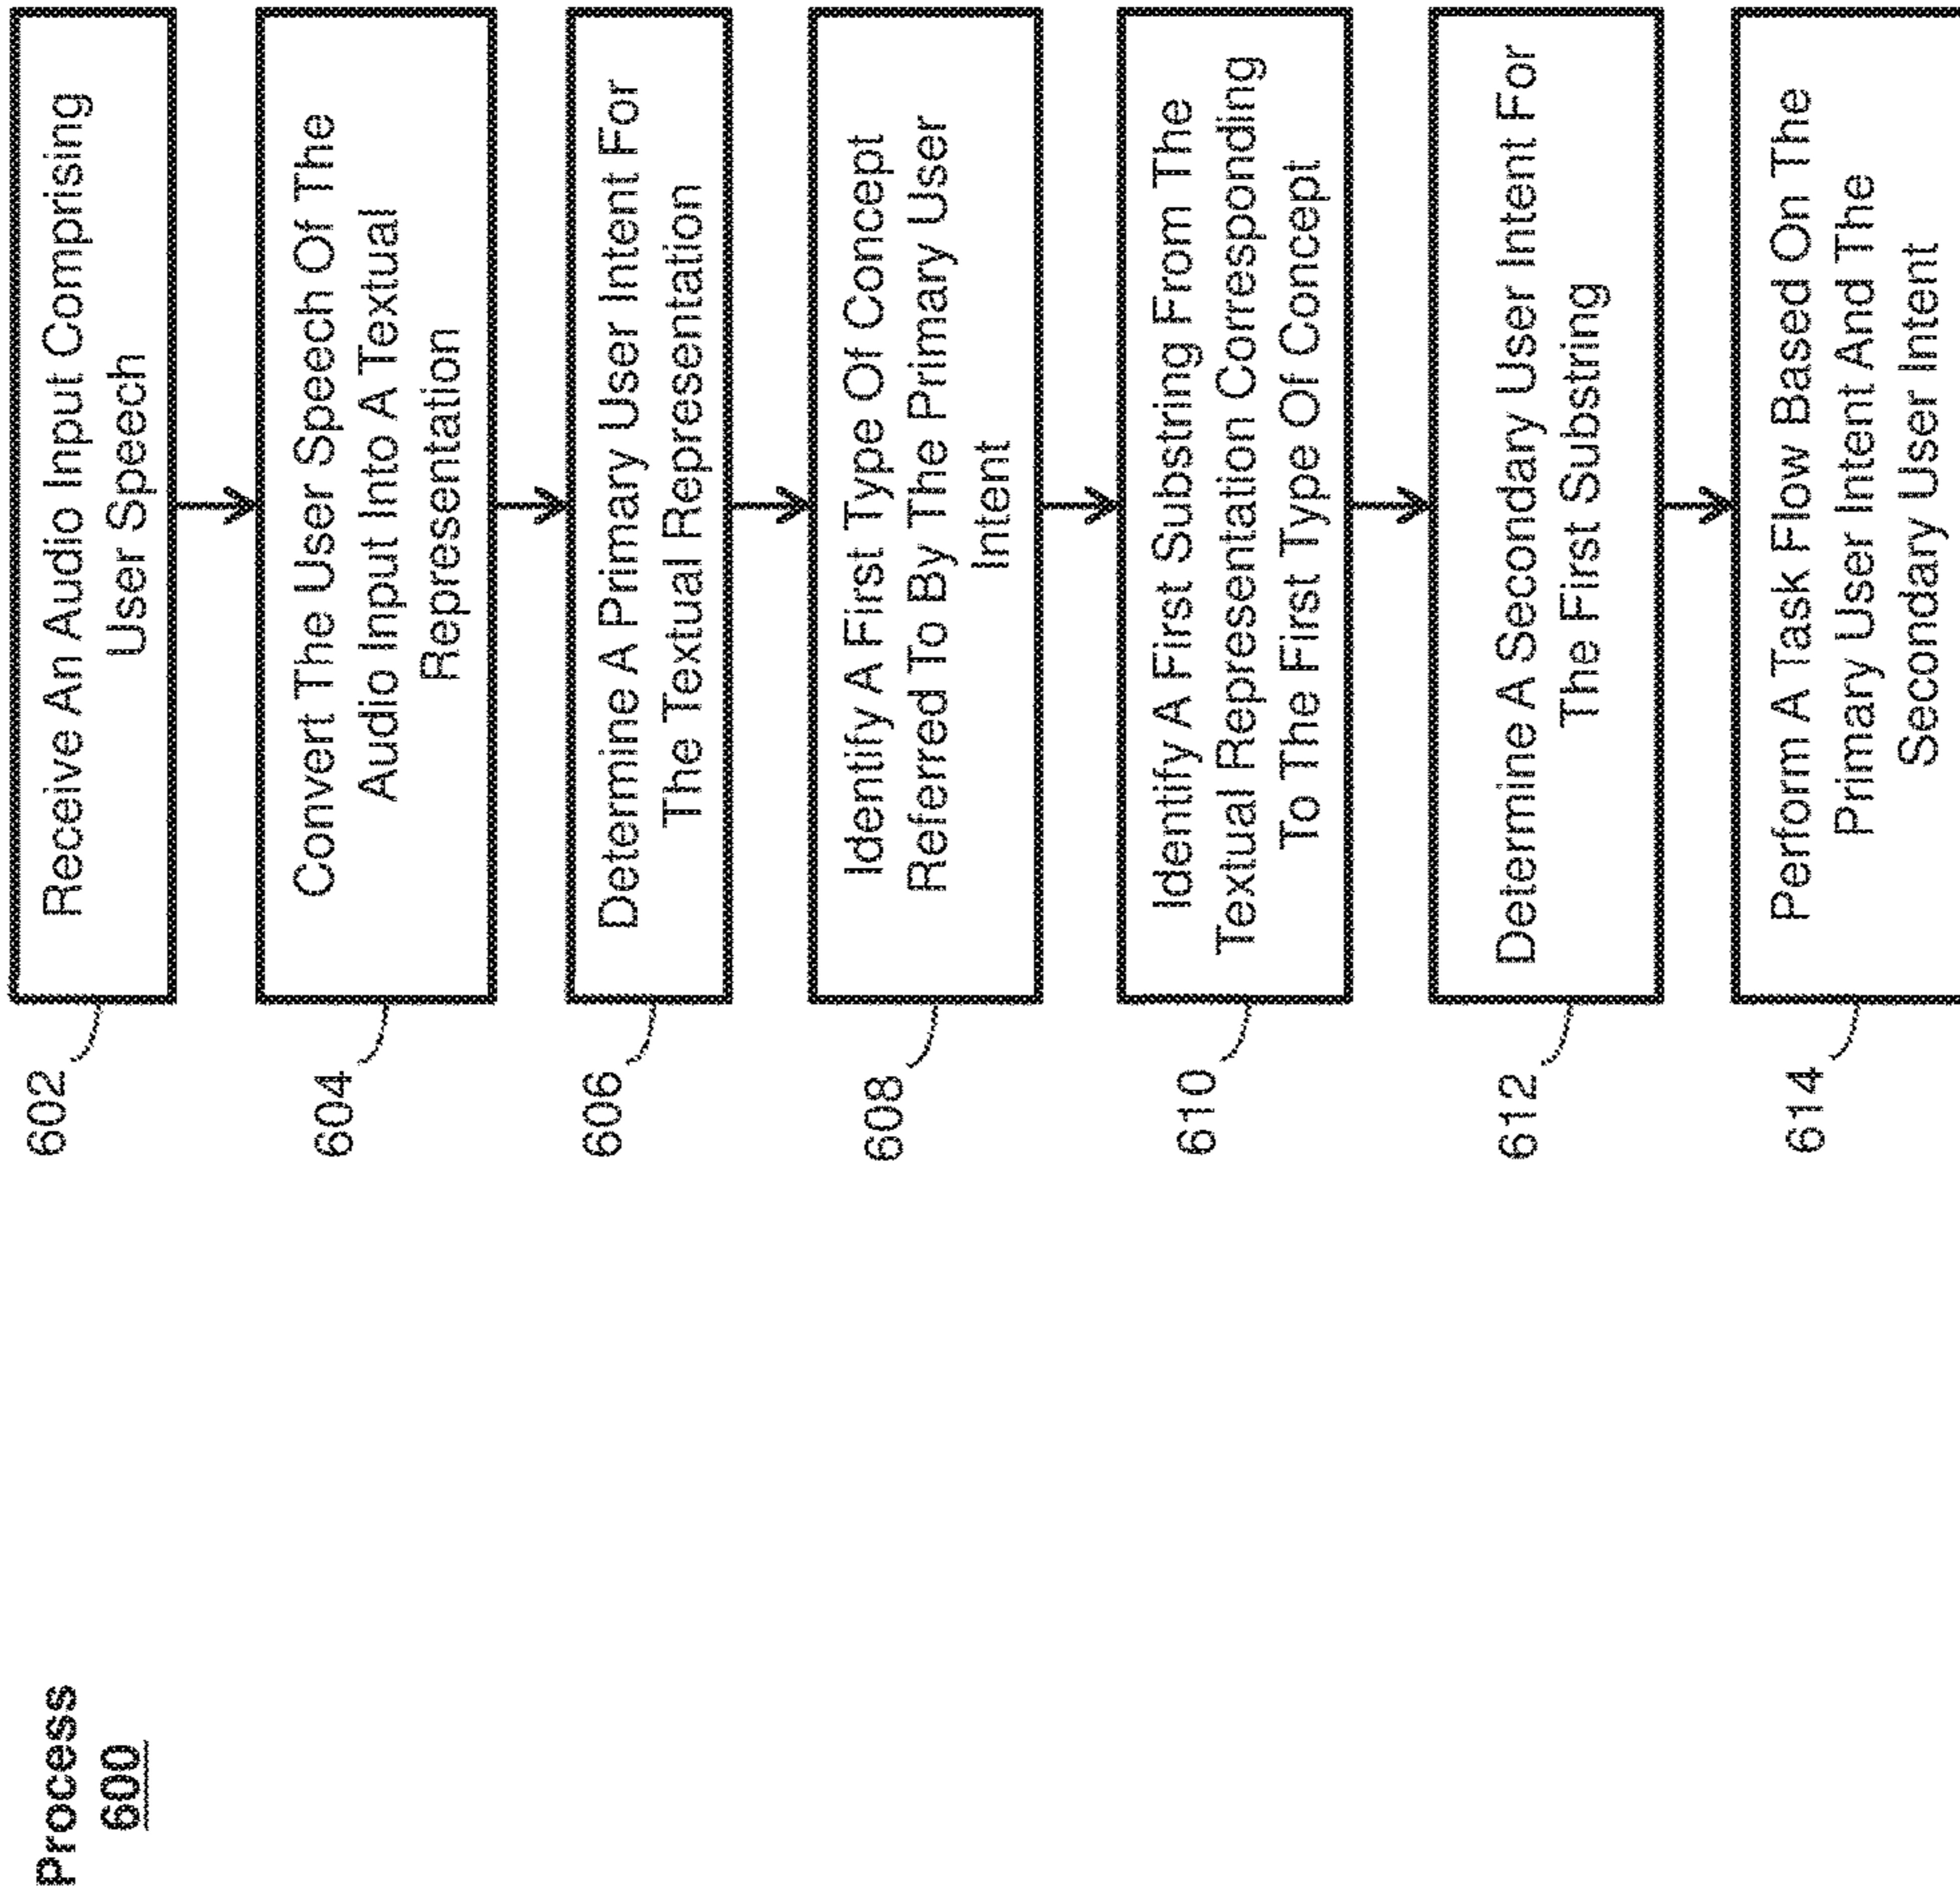 Process
600
602
Receive An Audio Input Comprising
User Speech
604
Convert The User Speech Of The
Audio Input Into A Textual
Representation
606
Determine A Primary User Intent For
The Textual Representation
608
Identify A First Type Of Concept
Referred To By The Primary User
Intent
610
Identify A First Substring From The
Textual Representation Corresponding
To The First Type Of Concept
612
Determine A Secondary User Intent For
The First Substring
614
Perform A Task Flow Based On The
Primary User Intent And The
Secondary User Intent